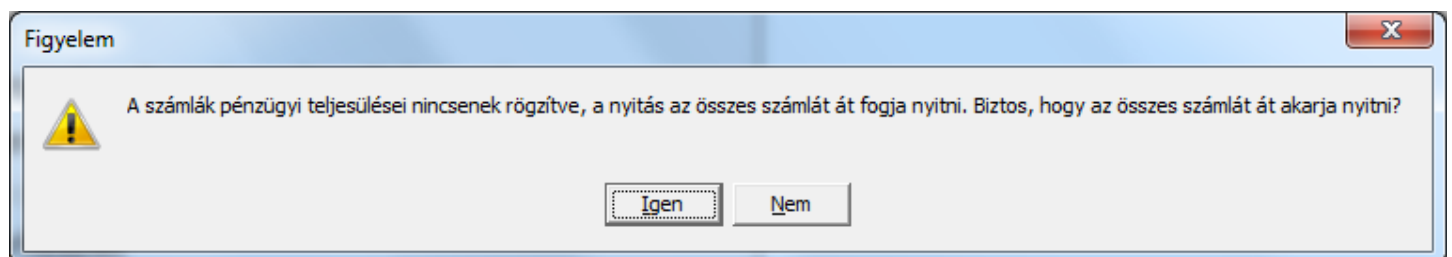 Figyelem
A számlák pénzügyi teljesülései nincsenek rögzítve, a nyitás az összes számlát át fogja nyitni. Biztos, hogy az összes számlát át akarja nyitni?
Igen
Nem